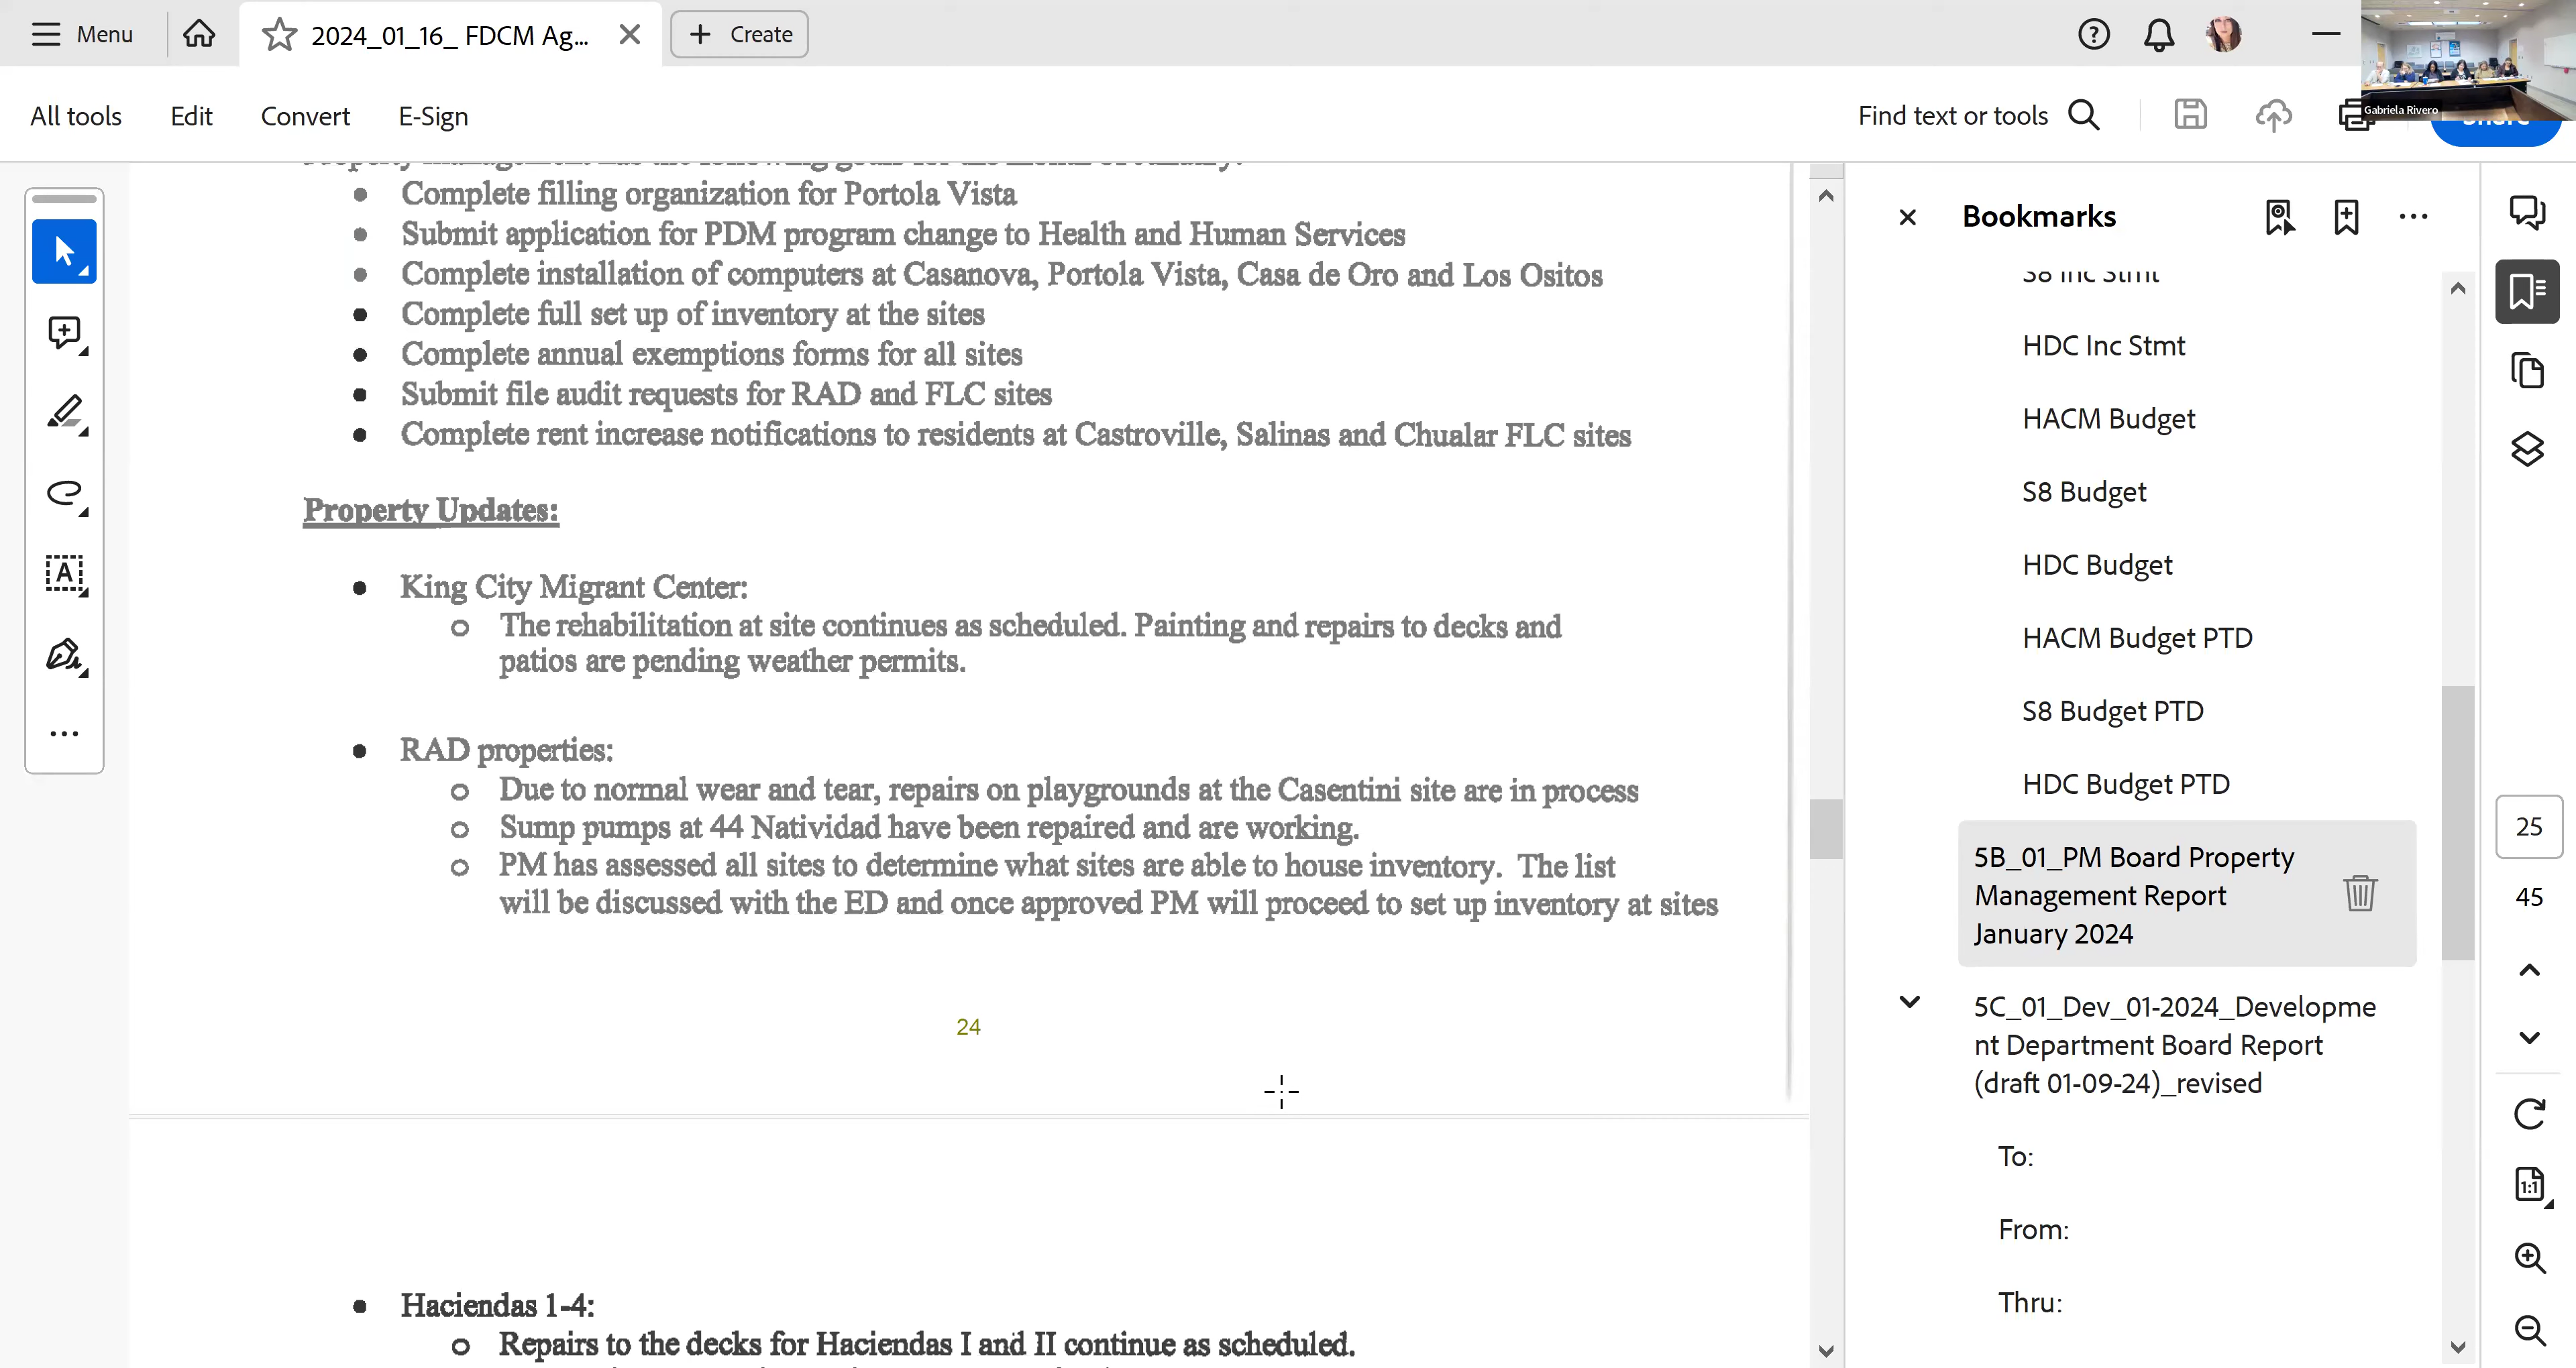 Menu
2024_01_16_ FDCM Ag...
Create
Gabriela Rivero
All tools
Edit
Convert
E-Sign
Find text or tools
Complete filling organization for Portola Vista
Submit application for PDM program change to Health and Human Services
Complete installation of computers at Casanova, Portola Vista, Casa de Oro and Los Ositos
Complete full set up of inventory at the sites
Complete annual exemptions forms for all sites
Submit file audit requests for RAD and FLC sites
Complete rent increase notifications to residents at Castroville, Salinas and Chualar FLC sites
Property Updates:
King City Migrant Center:
The rehabilitation at site continues as scheduled. Painting and repairs to decks and
patios are pending weather permits.
RAD properties:
Due to normal wear and tear, repairs on playgrounds at the Casentini site are in process
Sump pumps at 44 Natividad have been repaired and are working.
PM has assessed all sites to determine what sites are able to house inventory. The list
will be discussed with the ED and once approved PM will proceed to set up inventory at sites
24
Haciendas 1-4:
Repairs to the decks for Haciendas I and II continue as scheduled.
Bookmarks
S8 Inc Stmt
HDC Inc Stmt
HACM Budget
S8 Budget
HDC Budget
HACM Budget PTD
S8 Budget PTD
HDC Budget PTD
5B_01_PM Board Property
Management Report
January 2024
5C_01_Dev_01-2024_Developme
nt Department Board Report
(draft 01-09-24)_revised
To:
From:
Thru:
25
45
1:1